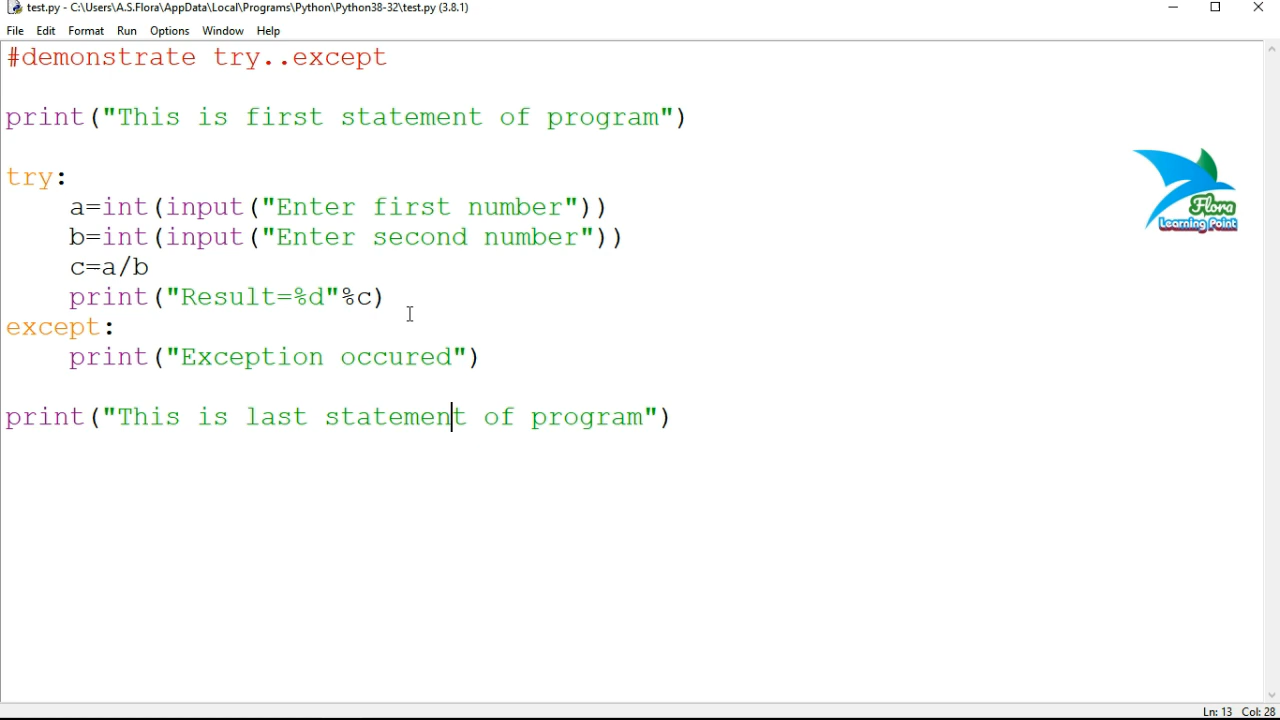 test.py - C:\Users\A.S.Flora\AppData\Local\Programs\Python\Python38-32\test.py (3.8.1)
File Edit Format Run Options Window Help
#demonstrate try..except
print("This is first statement of program")
try:
    a=int(input("Enter first number"))
    b=int(input("Enter second number"))
    c=a/b
    print("Result=%d"%c)
except:
    print("Exception occured")
print("This is last statement of program")
Flora
Learning Point
Ln: 13 Col: 28